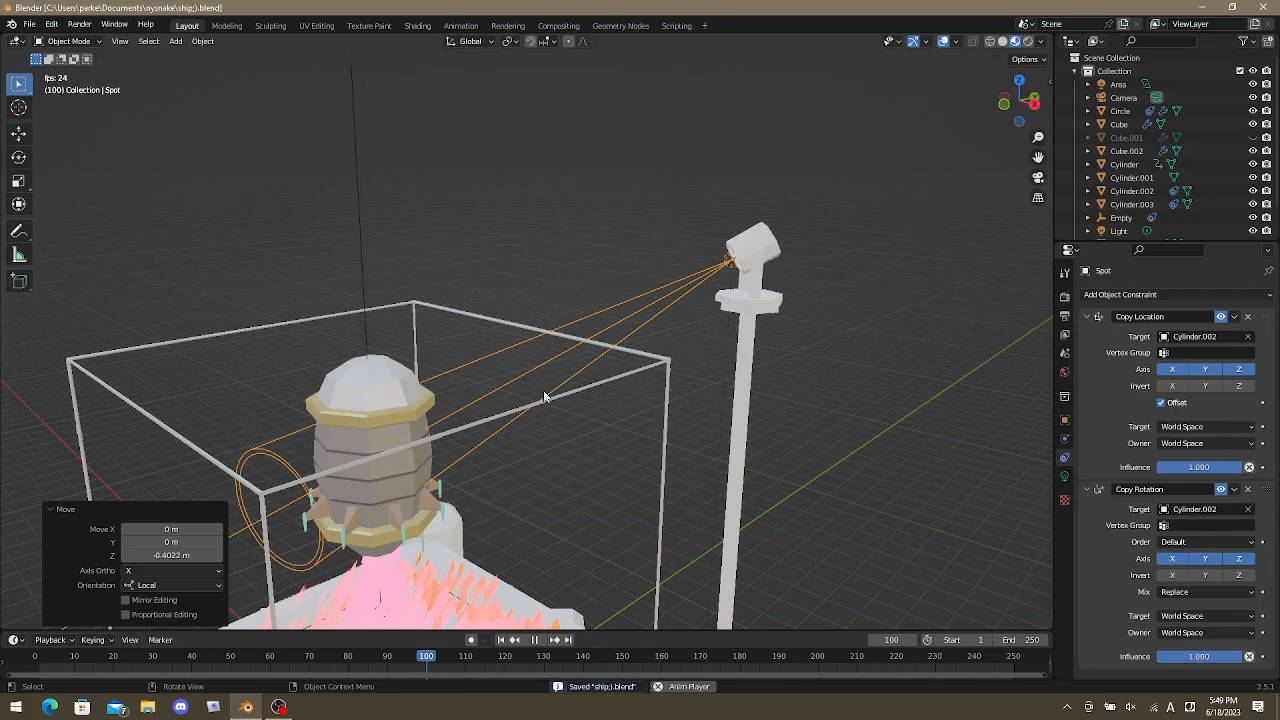 Blender [C:\Users\parke\Documents\nysnake\ship;).blend]
File Edit Render Window Help Layout Modeling Sculpting UV Editing Texture Paint Shading Animation Rendering Compositing Geometry Nodes Scripting + Scene ViewLayer
Object Mode View Select Add Object Global
Options
fps: 24
(100) Collection | Spot
Z
Y
X
Move
Move X 0 m
Y 0 m
Z -0.4022 m
Axis Ortho X
Orientation Local
Mirror Editing
Proportional Editing
Scene Collection
Collection
Area
Camera
Circle
Cube
Cube.001
Cube.002
Cylinder
Cylinder.001
Cylinder.002
Cylinder.003
Empty
Light
Spot
Add Object Constraint
Copy Location
Target Cylinder.002
Vertex Group
Axis X Y Z
Invert X Y Z
Offset
Target World Space
Owner World Space
Influence 1.000
Copy Rotation
Target Cylinder.002
Vertex Group
Order Default
Axis X Y Z
Invert X Y Z
Mix Replace
Target World Space
Owner World Space
Influence 1.000
Playback Keying View Marker 100 Start 1 End 250
0 10 20 30 40 50 60 70 80 90 100 110 120 130 140 150 160 170 180 190 200 210 220 230 240 250
Select Rotate View Object Context Menu Saved "ship;).blend" Anim Player 3.5.1
7
A
5:49 PM
6/18/2023